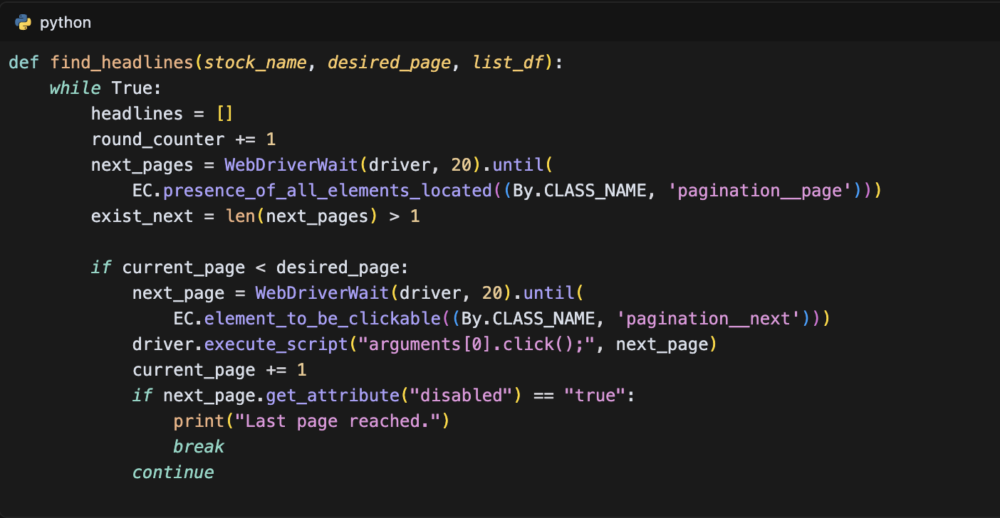 python
def find_headlines(stock_name, desired_page, list_df):
    while True:
        headlines = []
        round_counter += 1
        next_pages = WebDriverWait(driver, 20).until(
            EC.presence_of_all_elements_located((By.CLASS_NAME, 'pagination__page')))
        exist_next = len(next_pages) > 1

        if current_page < desired_page:
            next_page = WebDriverWait(driver, 20).until(
                EC.element_to_be_clickable((By.CLASS_NAME, 'pagination__next')))
            driver.execute_script("arguments[0].click();", next_page)
            current_page += 1
            if next_page.get_attribute("disabled") == "true":
                print("Last page reached.")
                break
            continue